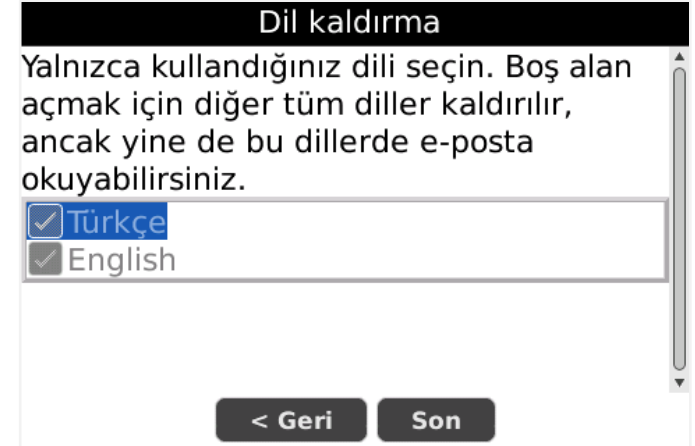 Dil kaldırma
Yalnızca kullandığınız dili seçin. Boş alan
açmak için diğer tüm diller kaldırılır,
ancak yine de bu dillerde e-posta
okuyabilirsiniz.
Türkçe
English
< Geri
Son